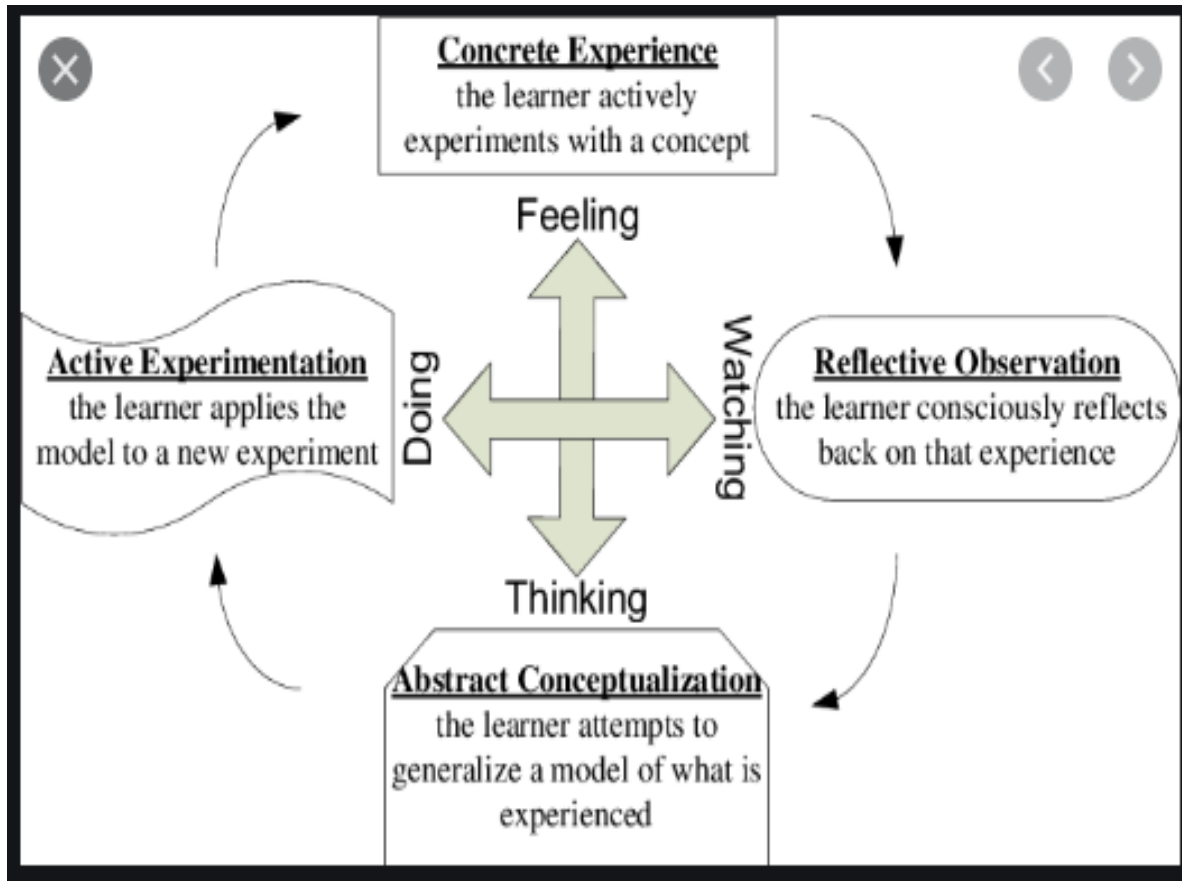 Concrete Experience
the learner actively
experiments with a concept
Feeling
Active Experimentation
the learner applies the
model to a new experiment
Doing
Watching
Reflective Observation
the learner consciously reflects
back on that experience
Thinking
Abstract Conceptualization
the learner attempts to
generalize a model of what is
experienced